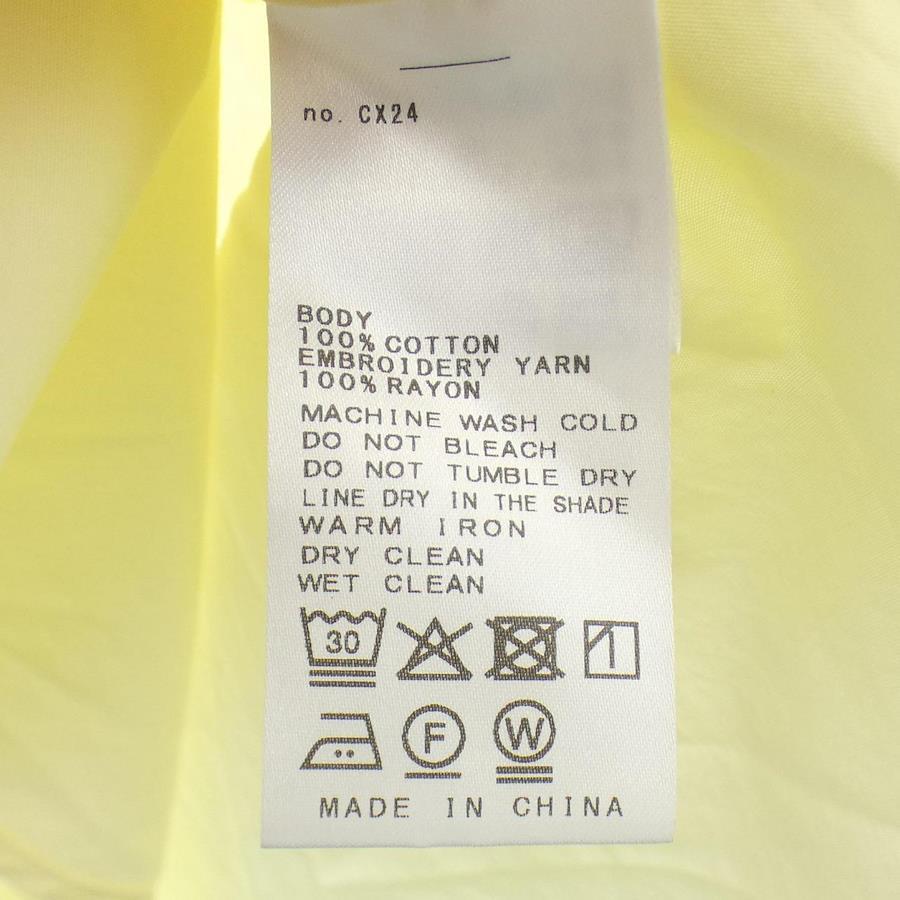 no. CX24
BODY
100% COTTON
EMBROIDERY YARN
100% RAYON
MACHINE WASH COLD
DO NOT BLEACH
DO NOT TUMBLE DRY
LINE DRY IN THE SHADE
WARM IRON
DRY CLEAN
WET CLEAN
30
F W
MADE IN CHINA